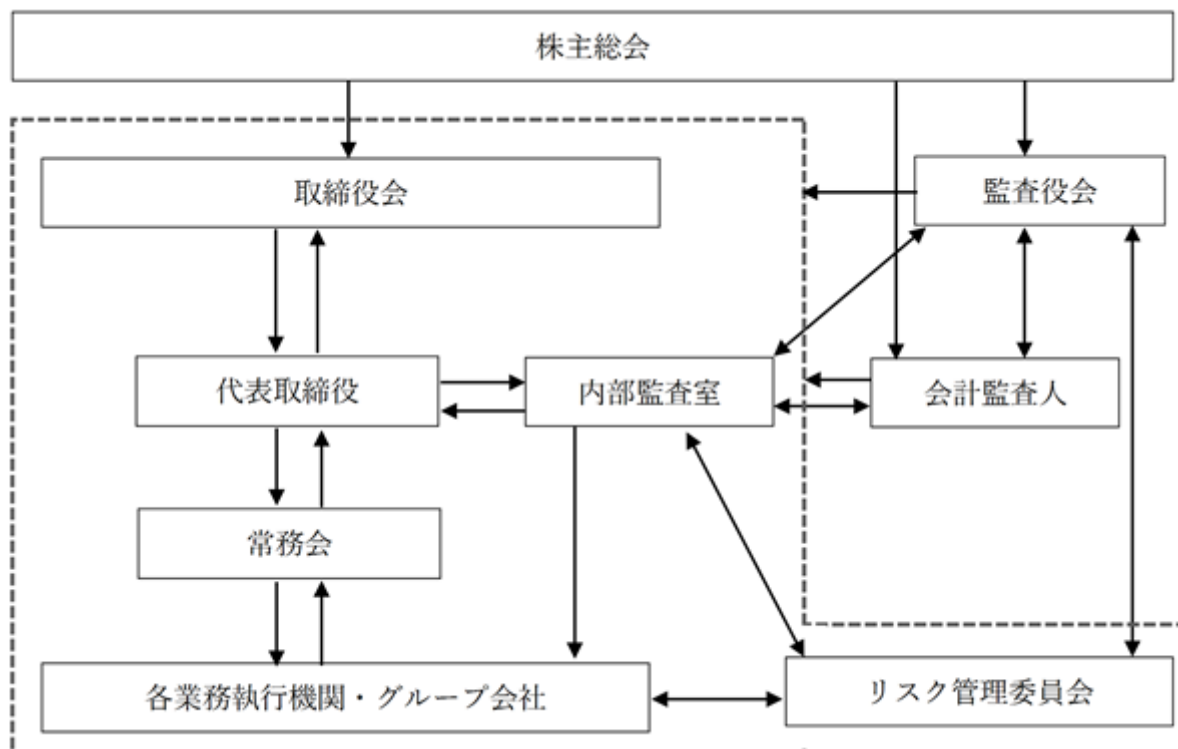 株主総会
取締役会
監査役会
代表取締役
内部監査室
会計監査人
常務会
各業務執行機関・グループ会社
リスク管理委員会